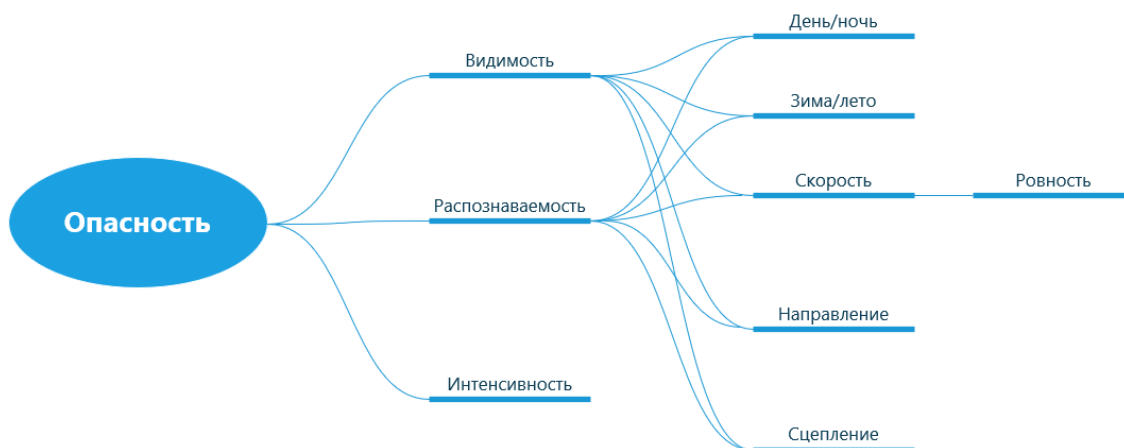 Опасность
Видимость
Распознаваемость
Интенсивность
День/ночь
Зима/лето
Скорость
Ровность
Направление
Сцепление